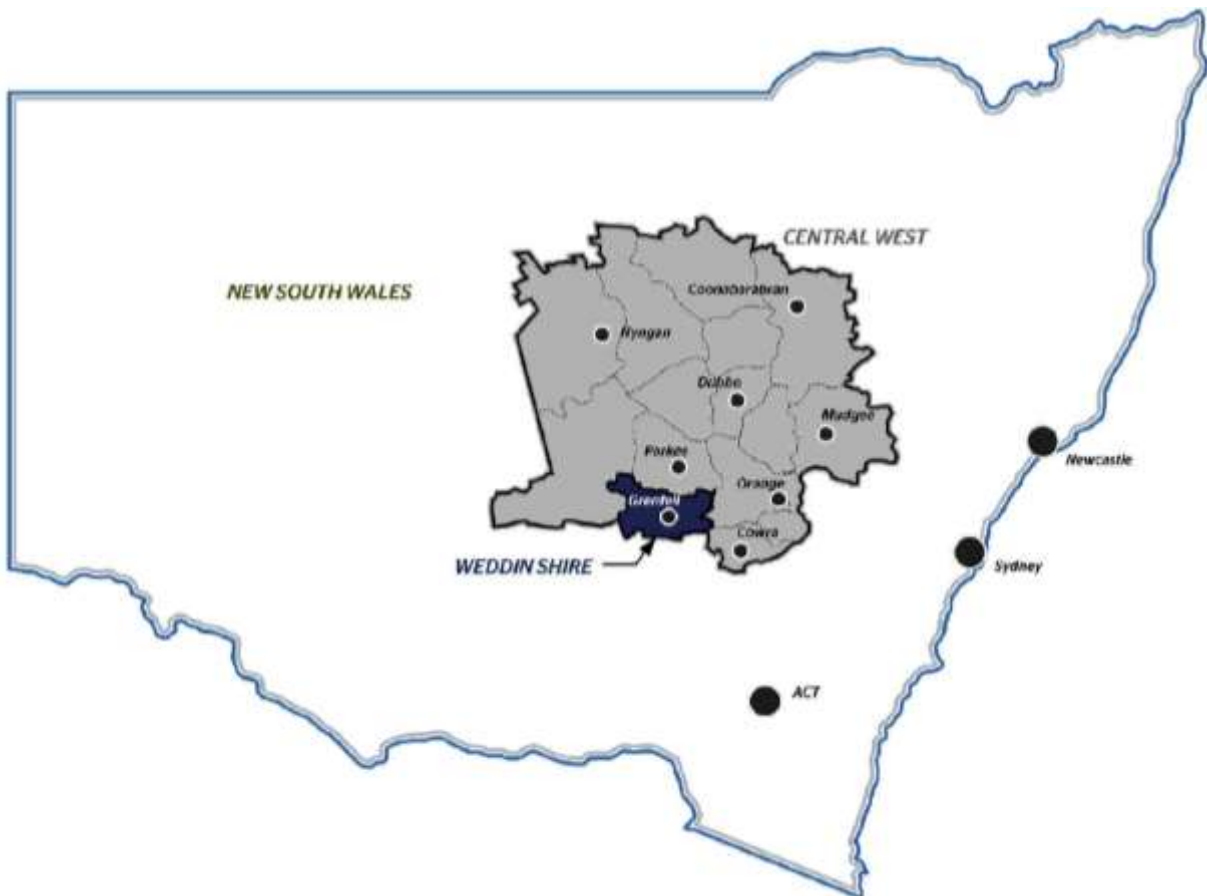 CENTRAL WEST
NEW SOUTH WALES
Coonabarabran
Nyngan
Dubbo
Mudgee
Parkes
Newcastle
Orange
Grenfell
Cowra
WEDDIN SHIRE
Sydney
ACT